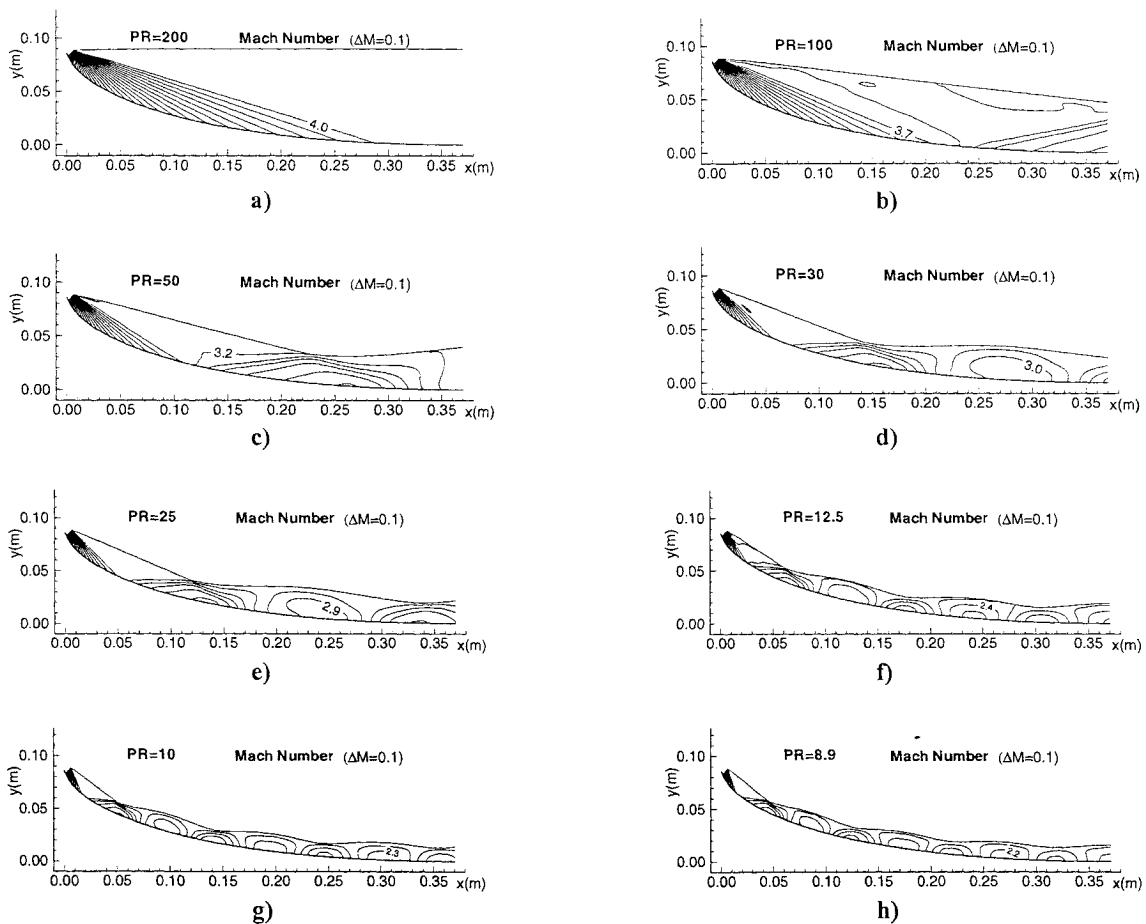 PR=200 Mach Number (ΔM=0.1)
y(m)
0.10
0.05
0.00
4.0
0.00 0.05 0.10 0.15 0.20 0.25 0.30 0.35 x(m)
a)
PR=100 Mach Number (ΔM=0.1)
y(m)
0.10
0.05
0.00
3.7
0.00 0.05 0.10 0.15 0.20 0.25 0.30 0.35 x(m)
b)
PR=50 Mach Number (ΔM=0.1)
y(m)
0.10
0.05
0.00
3.2
0.00 0.05 0.10 0.15 0.20 0.25 0.30 0.35 x(m)
c)
PR=30 Mach Number (ΔM=0.1)
y(m)
0.10
0.05
0.00
3.0
0.00 0.05 0.10 0.15 0.20 0.25 0.30 0.35 x(m)
d)
PR=25 Mach Number (ΔM=0.1)
y(m)
0.10
0.05
0.00
2.9
0.00 0.05 0.10 0.15 0.20 0.25 0.30 0.35 x(m)
e)
PR=12.5 Mach Number (ΔM=0.1)
y(m)
0.10
0.05
0.00
2.4
0.00 0.05 0.10 0.15 0.20 0.25 0.30 0.35 x(m)
f)
PR=10 Mach Number (ΔM=0.1)
y(m)
0.10
0.05
0.00
2.3
0.00 0.05 0.10 0.15 0.20 0.25 0.30 0.35 x(m)
g)
PR=8.9 Mach Number (ΔM=0.1)
y(m)
0.10
0.05
0.00
2.2
0.00 0.05 0.10 0.15 0.20 0.25 0.30 0.35 x(m)
h)